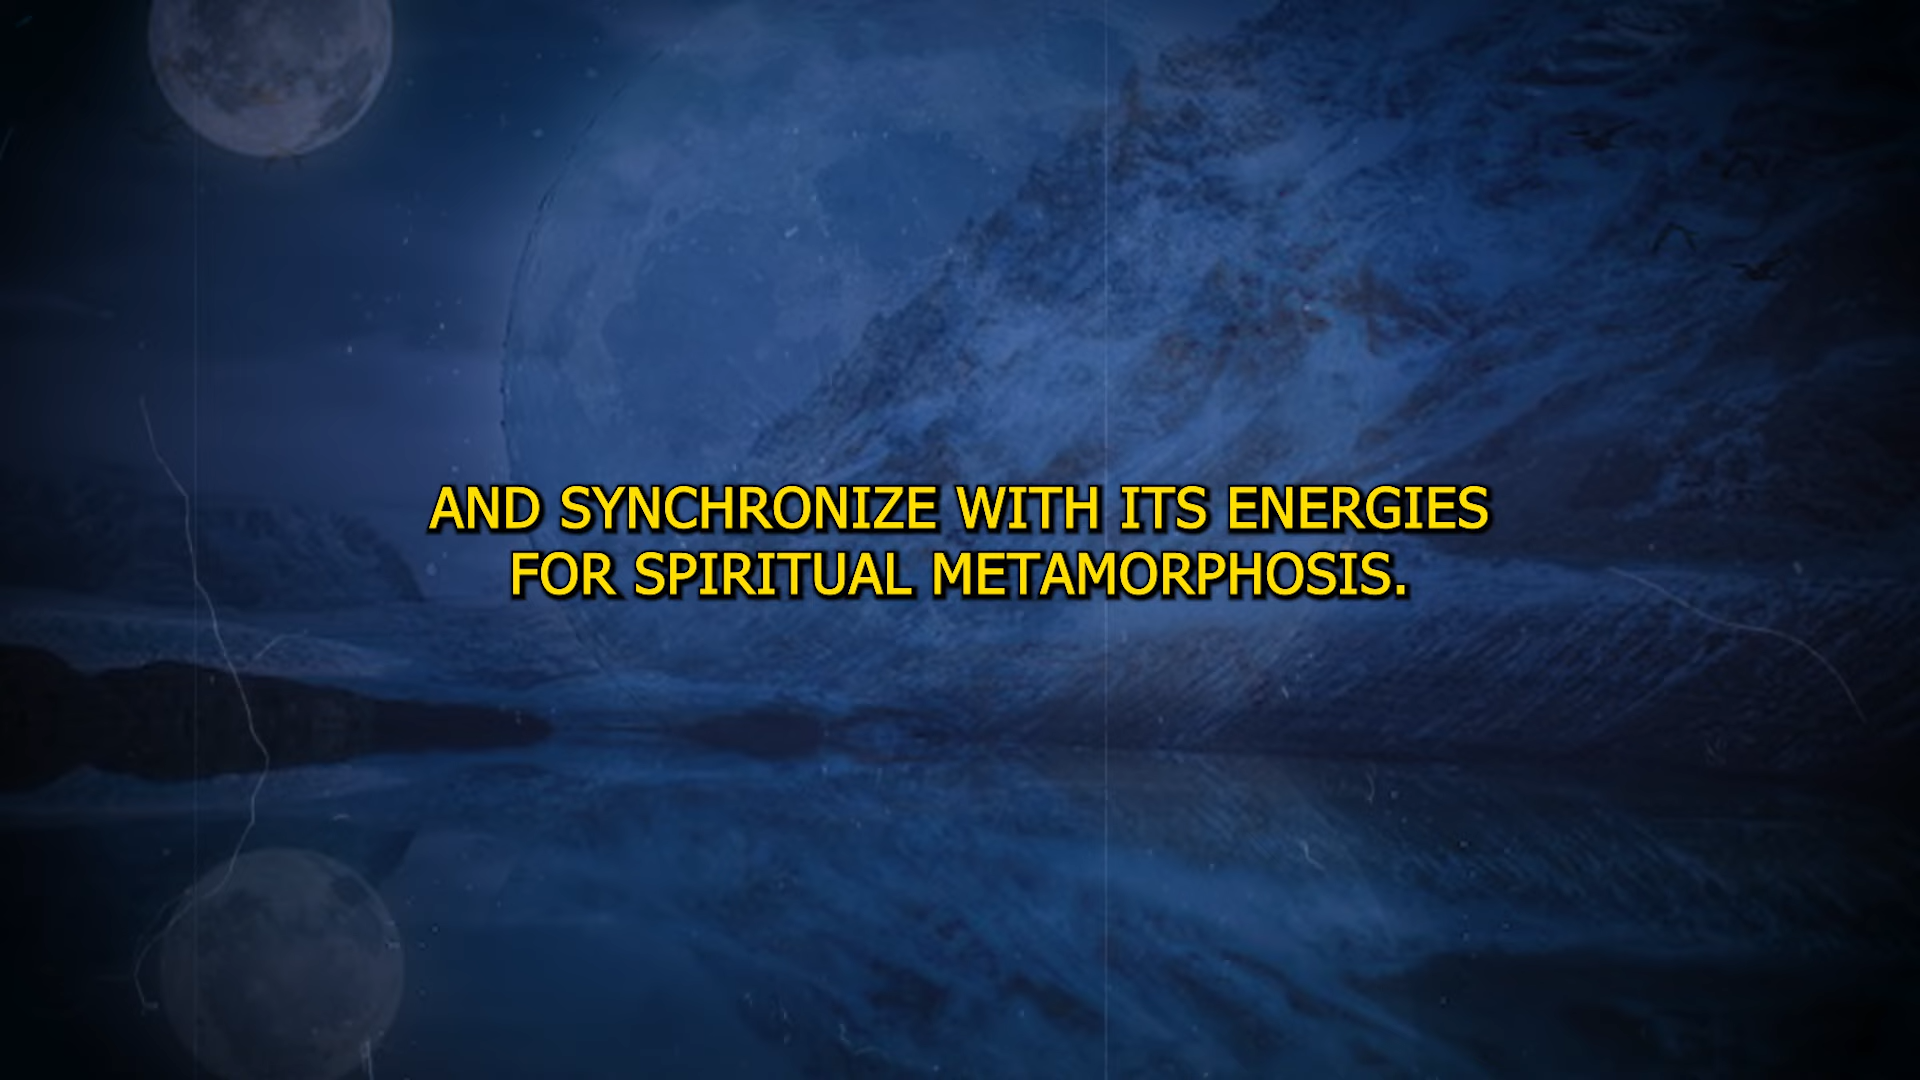 AND SYNCHRONIZE WITH ITS ENERGIES
FOR SPIRITUAL METAMORPHOSIS.